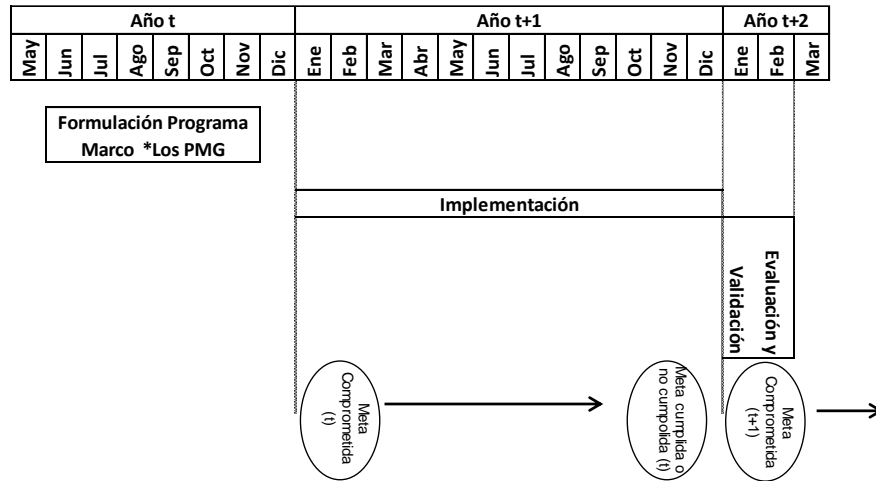 Año t
Año t+1
Año t+2
May
Jun
Jul
Ago
Sep
Oct
Nov
Dic
Ene
Feb
Mar
Abr
May
Jun
Jul
Ago
Sep
Oct
Nov
Dic
Ene
Feb
Mar
Formulación Programa
Marco *Los PMG
Implementación
Evaluación y
Validación
Meta
Comprometida
(t)
Meta cumplida o
no cumpolida (t)
Meta
Comprometida
(t+1)